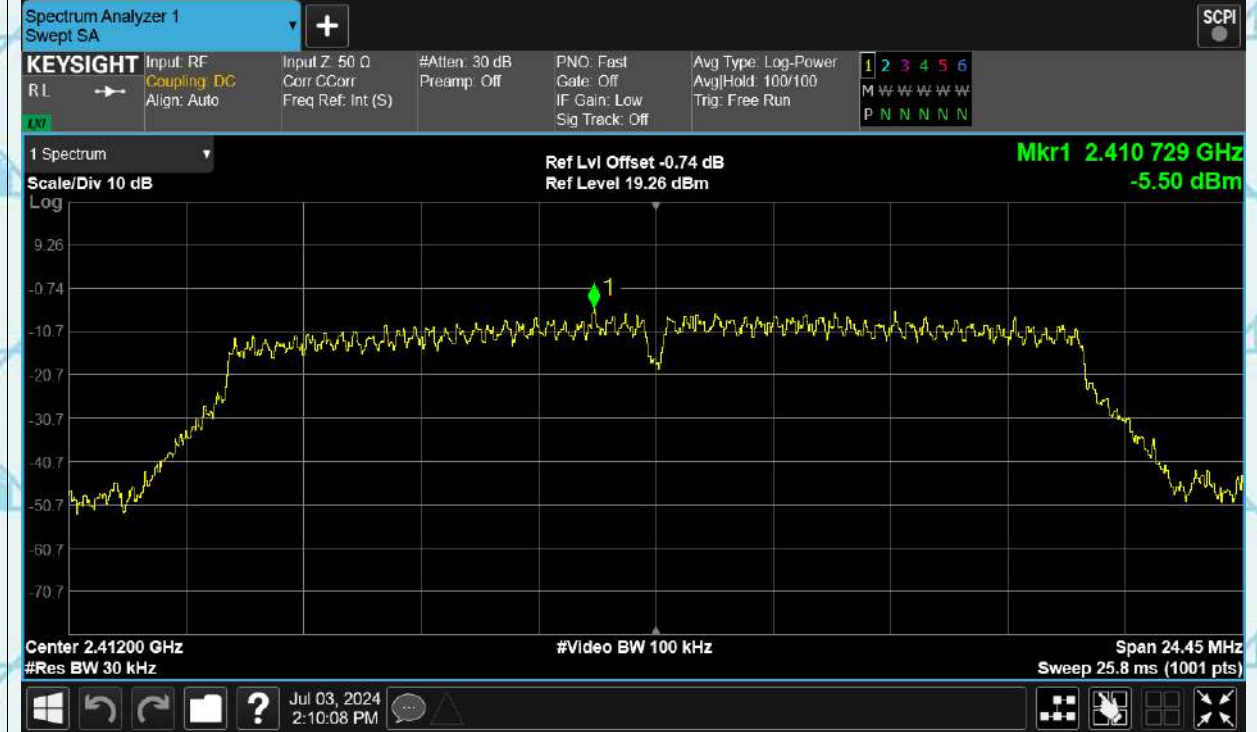 Spectrum Analyzer 1
Swept SA
+
SCPI
KEYSIGHT
RL
LXI
Input: RF
Coupling: DC
Align: Auto
Input Z: 50 Ω
Corr CCorr
Freq Ref: Int (S)
#Atten: 30 dB
Preamp: Off
PNO: Fast
Gate: Off
IF Gain: Low
Sig Track: Off
Avg Type: Log-Power
Avg|Hold: 100/100
Trig: Free Run
1 2 3 4 5 6
M W W W W W
P N N N N N
1 Spectrum
Scale/Div 10 dB
Ref Lvl Offset -0.74 dB
Ref Level 19.26 dBm
Mkr1 2.410 729 GHz
-5.50 dBm
Log
9.26
-0.74
1
-10.7
-20.7
-30.7
-40.7
-50.7
-60.7
-70.7
Center 2.41200 GHz
#Res BW 30 kHz
#Video BW 100 kHz
Span 24.45 MHz
Sweep 25.8 ms (1001 pts)
?
Jul 03, 2024
2:10:08 PM